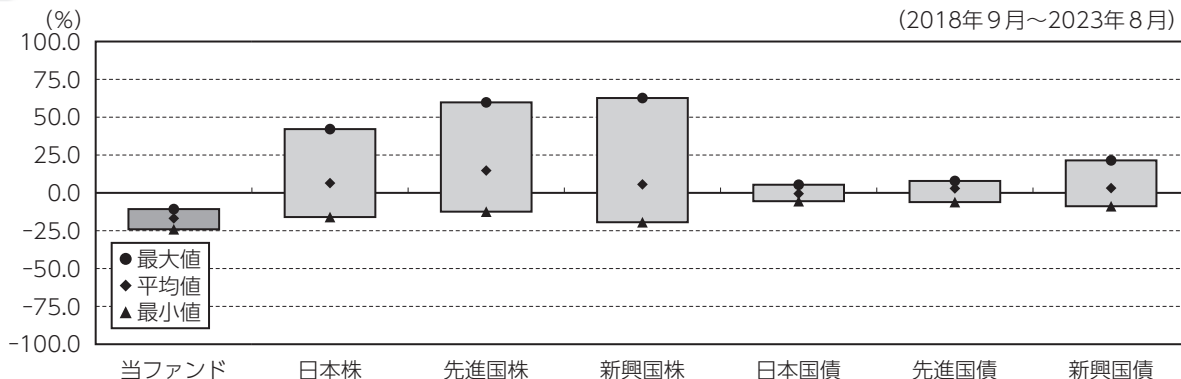 (%)
(2018年9月～2023年8月)
100.0
75.0
50.0
25.0
0.0
-25.0
-50.0
-75.0
-100.0
●最大値
◆平均値
▲最小値
当ファンド 日本株 先進国株 新興国株 日本国債 先進国債 新興国債